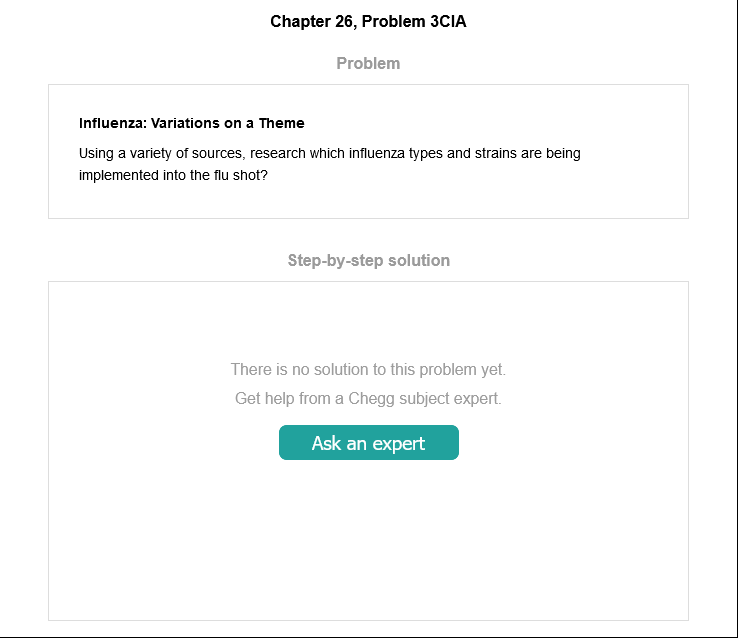 Chapter 26, Problem 3CIA
Problem
Influenza: Variations on a Theme
Using a variety of sources, research which influenza types and strains are being
implemented into the flu shot?
Step-by-step solution
There is no solution to this problem yet.
Get help from a Chegg subject expert.
Ask an expert